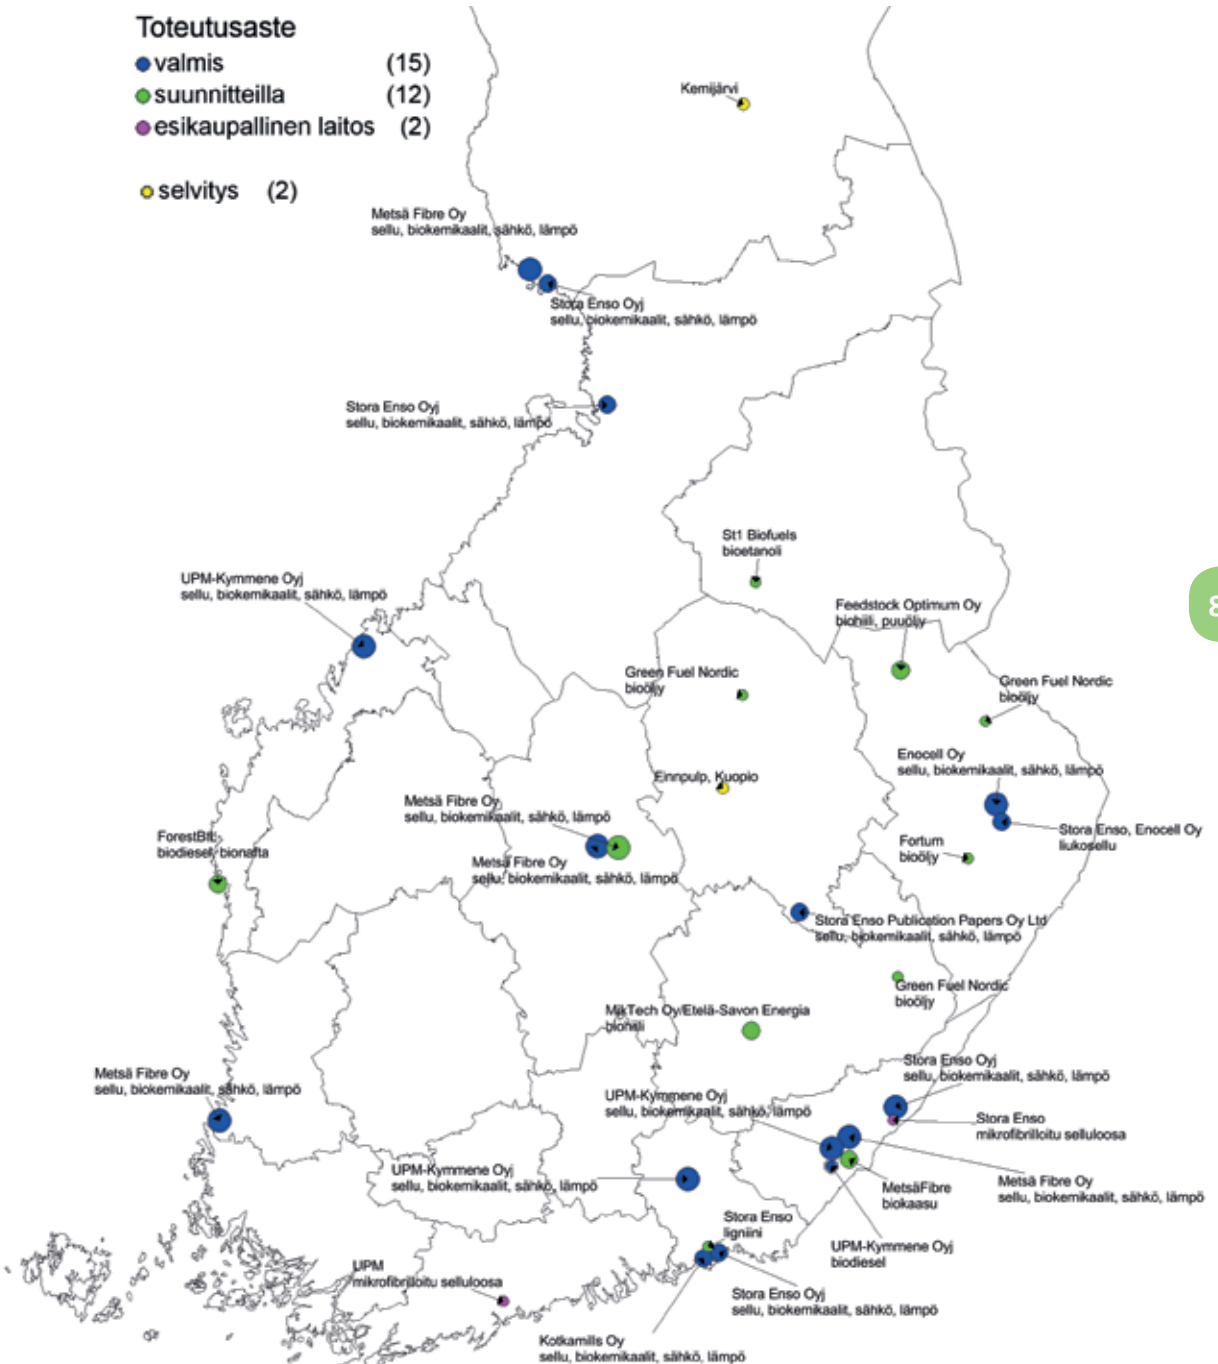 Toteutusaste
valmis (15)
suunnitteilla (12)
esikaupallinen laitos (2)
selvitys (2)
Kemijärvi
Metsä Fibre Oy
sellu, biokemikaalit, sähkö, lämpö
Stora Enso Oyj
sellu, biokemikaalit, sähkö, lämpö
Stora Enso Oyj
sellu, biokemikaalit, sähkö, lämpö
St1 Biofuels
bioetanoli
UPM-Kymmene Oyj
sellu, biokemikaalit, sähkö, lämpö
8
Feedstock Optimum Oy
biohiili, puuöljy
Green Fuel Nordic
bioöljy
Green Fuel Nordic
bioöljy
Enocell Oy
sellu, biokemikaalit, sähkö, lämpö
Finnpulp, Kuopio
Metsä Fibre Oy
sellu, biokemikaalit, sähkö, lämpö
Stora Enso, Enocell Oy
liukosellu
ForestBtL
biodiesel, bionafta
Fortum
bioöljy
Metsä Fibre Oy
sellu, biokemikaalit, sähkö, lämpö
Stora Enso Publication Papers Oy Ltd
sellu, biokemikaalit, sähkö, lämpö
Green Fuel Nordic
bioöljy
MikTech Oy/Etelä-Savon Energia
biohiili
Stora Enso Oyj
sellu, biokemikaalit, sähkö, lämpö
Metsä Fibre Oy
sellu, biokemikaalit, sähkö, lämpö
UPM-Kymmene Oyj
sellu, biokemikaalit, sähkö, lämpö
Stora Enso
mikrofibrilloitu selluloosa
UPM-Kymmene Oyj
sellu, biokemikaalit, sähkö, lämpö
MetsäFibre
biokaasu
Metsä Fibre Oy
sellu, biokemikaalit, sähkö, lämpö
Stora Enso
ligniini
UPM-Kymmene Oyj
biodiesel
UPM
mikrofibrilloitu selluloosa
Stora Enso Oyj
sellu, biokemikaalit, sähkö, lämpö
Kotkamills Oy
sellu, biokemikaalit, sähkö, lämpö